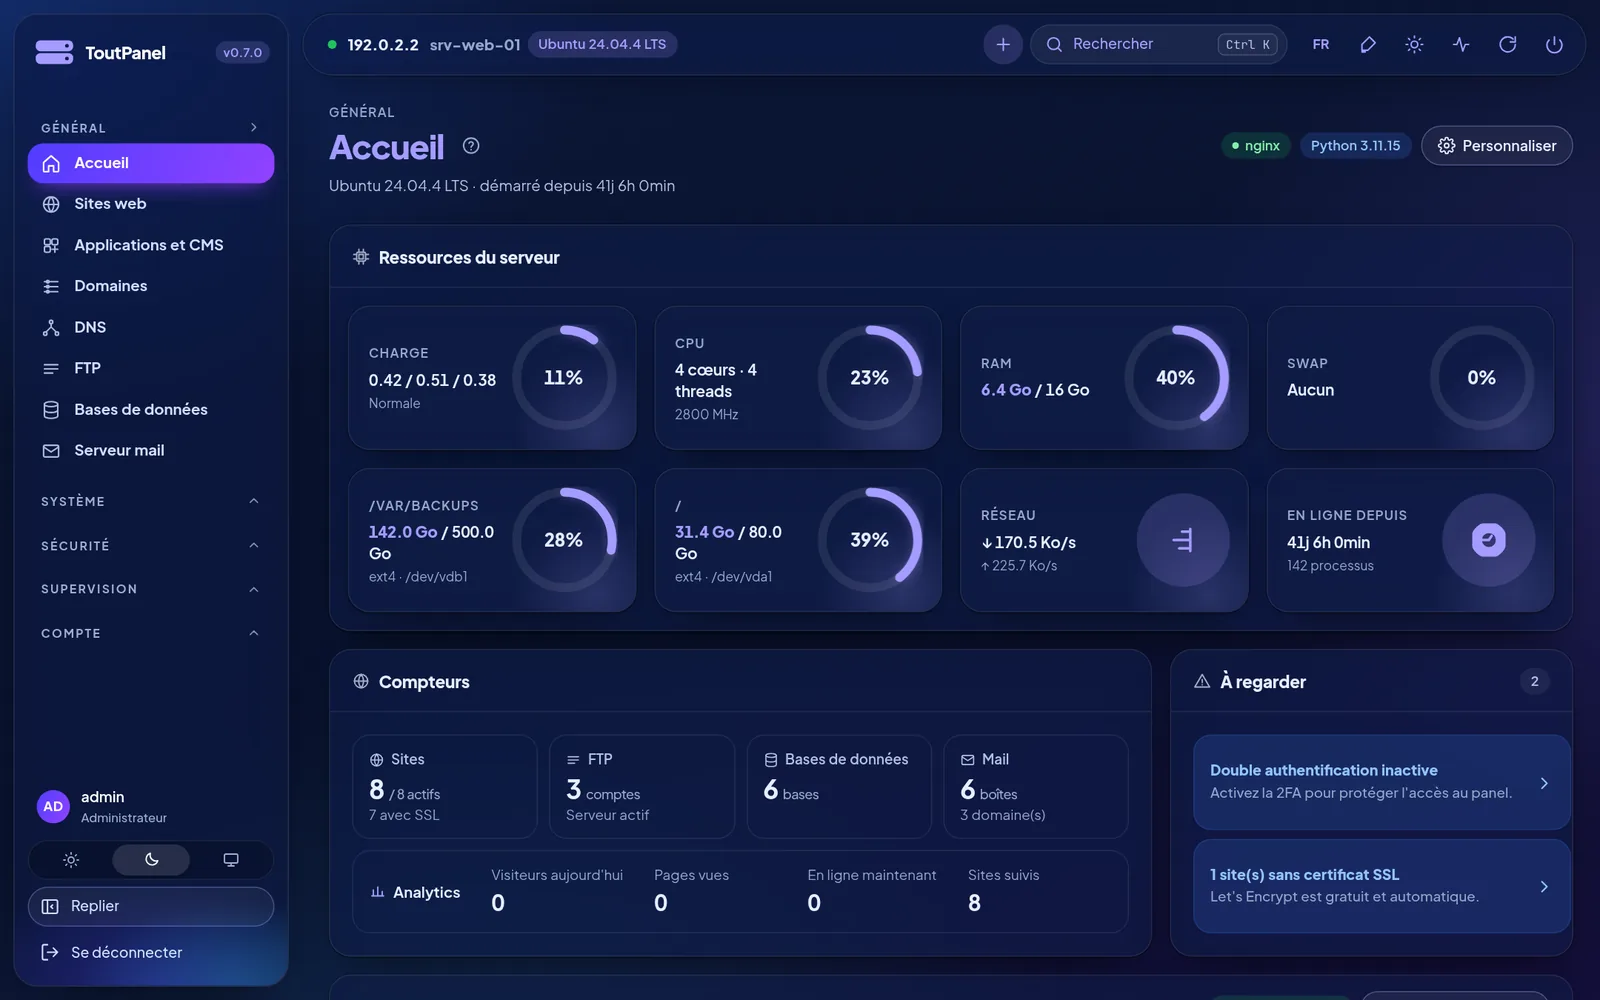 ToutPanel
v0.7.0
GÉNÉRAL
Accueil
Sites web
Applications et CMS
Domaines
DNS
FTP
Bases de données
Serveur mail
SYSTÈME
SÉCURITÉ
SUPERVISION
COMPTE
AD
admin
Administrateur
Replier
Se déconnecter
192.0.2.2 srv-web-01 Ubuntu 24.04.4 LTS
Rechercher Ctrl K
FR
GÉNÉRAL
Accueil
Ubuntu 24.04.4 LTS · démarré depuis 41j 6h 0min
nginx
Python 3.11.15
Personnaliser
Ressources du serveur
CHARGE
0.42 / 0.51 / 0.38
Normale
11%
CPU
4 cœurs · 4
threads
2800 MHz
23%
RAM
6.4 Go / 16 Go
40%
SWAP
Aucun
0%
/VAR/BACKUPS
142.0 Go / 500.0
Go
ext4 · /dev/vdb1
28%
/
31.4 Go / 80.0
Go
ext4 · /dev/vda1
39%
RÉSEAU
↓ 170.5 Ko/s
↑ 225.7 Ko/s
EN LIGNE DEPUIS
41j 6h 0min
142 processus
Compteurs
Sites
8 / 8 actifs
7 avec SSL
FTP
3 comptes
Serveur actif
Bases de données
6 bases
Mail
6 boîtes
3 domaine(s)
Analytics
Visiteurs aujourd'hui
0
Pages vues
0
En ligne maintenant
0
Sites suivis
8
À regarder
2
Double authentification inactive
Activez la 2FA pour protéger l'accès au panel.
1 site(s) sans certificat SSL
Let's Encrypt est gratuit et automatique.